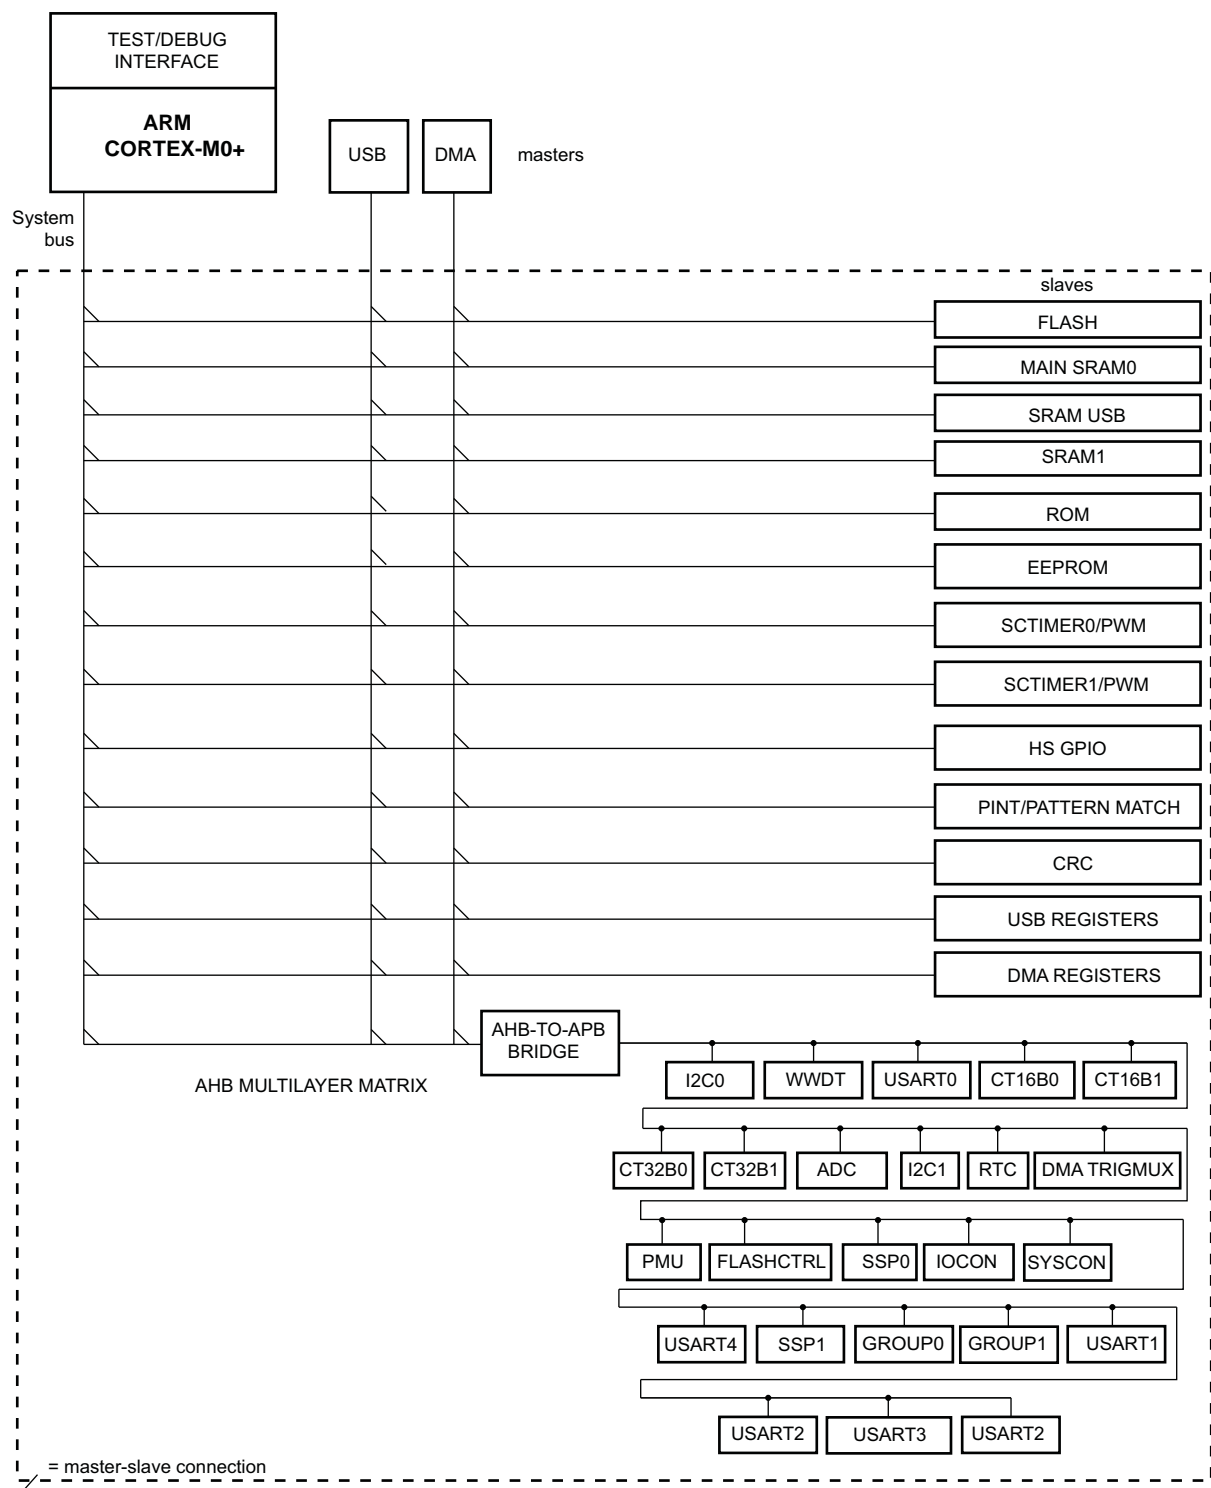 TEST/DEBUG
INTERFACE
ARM
CORTEX-M0+
USB
DMA
masters
System
bus
slaves
FLASH
MAIN SRAM0
SRAM USB
SRAM1
ROM
EEPROM
SCTIMER0/PWM
SCTIMER1/PWM
HS GPIO
PINT/PATTERN MATCH
CRC
USB REGISTERS
DMA REGISTERS
AHB-TO-APB
BRIDGE
AHB MULTILAYER MATRIX
I2C0
WWDT
USART0
CT16B0
CT16B1
CT32B0
CT32B1
ADC
I2C1
RTC
DMA TRIGMUX
PMU
FLASHCTRL
SSP0
IOCON
SYSCON
USART4
SSP1
GROUP0
GROUP1
USART1
USART2
USART3
USART2
= master-slave connection